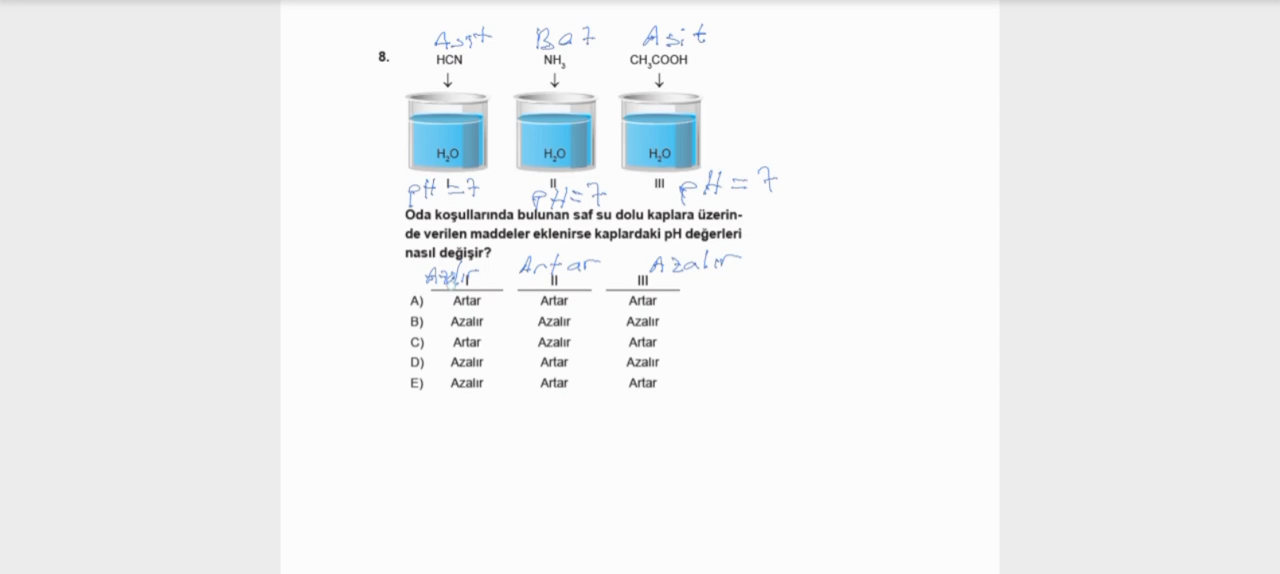 Asit Baz Asit
8. HCN NH₃ CH₃COOH
↓ ↓ ↓
H₂O H₂O H₂O
II III
pH=7 pH=7 pH=7
Oda koşullarında bulunan saf su dolu kaplara üzerin-
de verilen maddeler eklenirse kaplardaki pH değerleri
nasıl değişir?
Azalır Artar Azalır
II III
A) Artar Artar Artar
B) Azalır Azalır Azalır
C) Artar Azalır Artar
D) Azalır Artar Azalır
E) Azalır Artar Artar